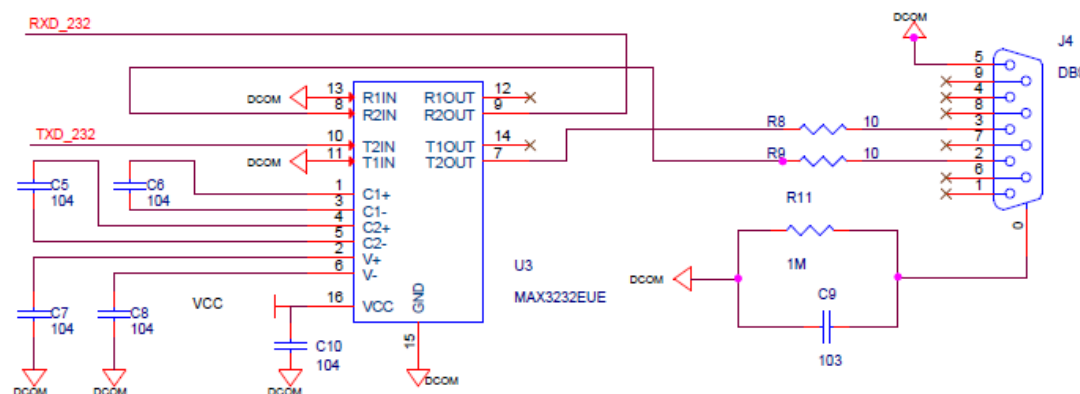 RXD_232
DCOM
J4
DB9
5
9
4
8
3
7
2
6
1
0
DCOM
13
8
R1IN
R2IN
R1OUT
R2OUT
12
9
TXD_232
10
11
DCOM
T2IN
T1IN
T1OUT
T2OUT
14
7
R8
10
R9
10
C5
104
C6
104
1
3
4
5
2
6
C1+
C1-
C2+
C2-
V+
V-
R11
1M
DCOM
C9
103
U3
MAX3232EUE
VCC
16
VCC
GND
15
C7
104
C8
104
C10
104
DCOM
DCOM
DCOM
DCOM